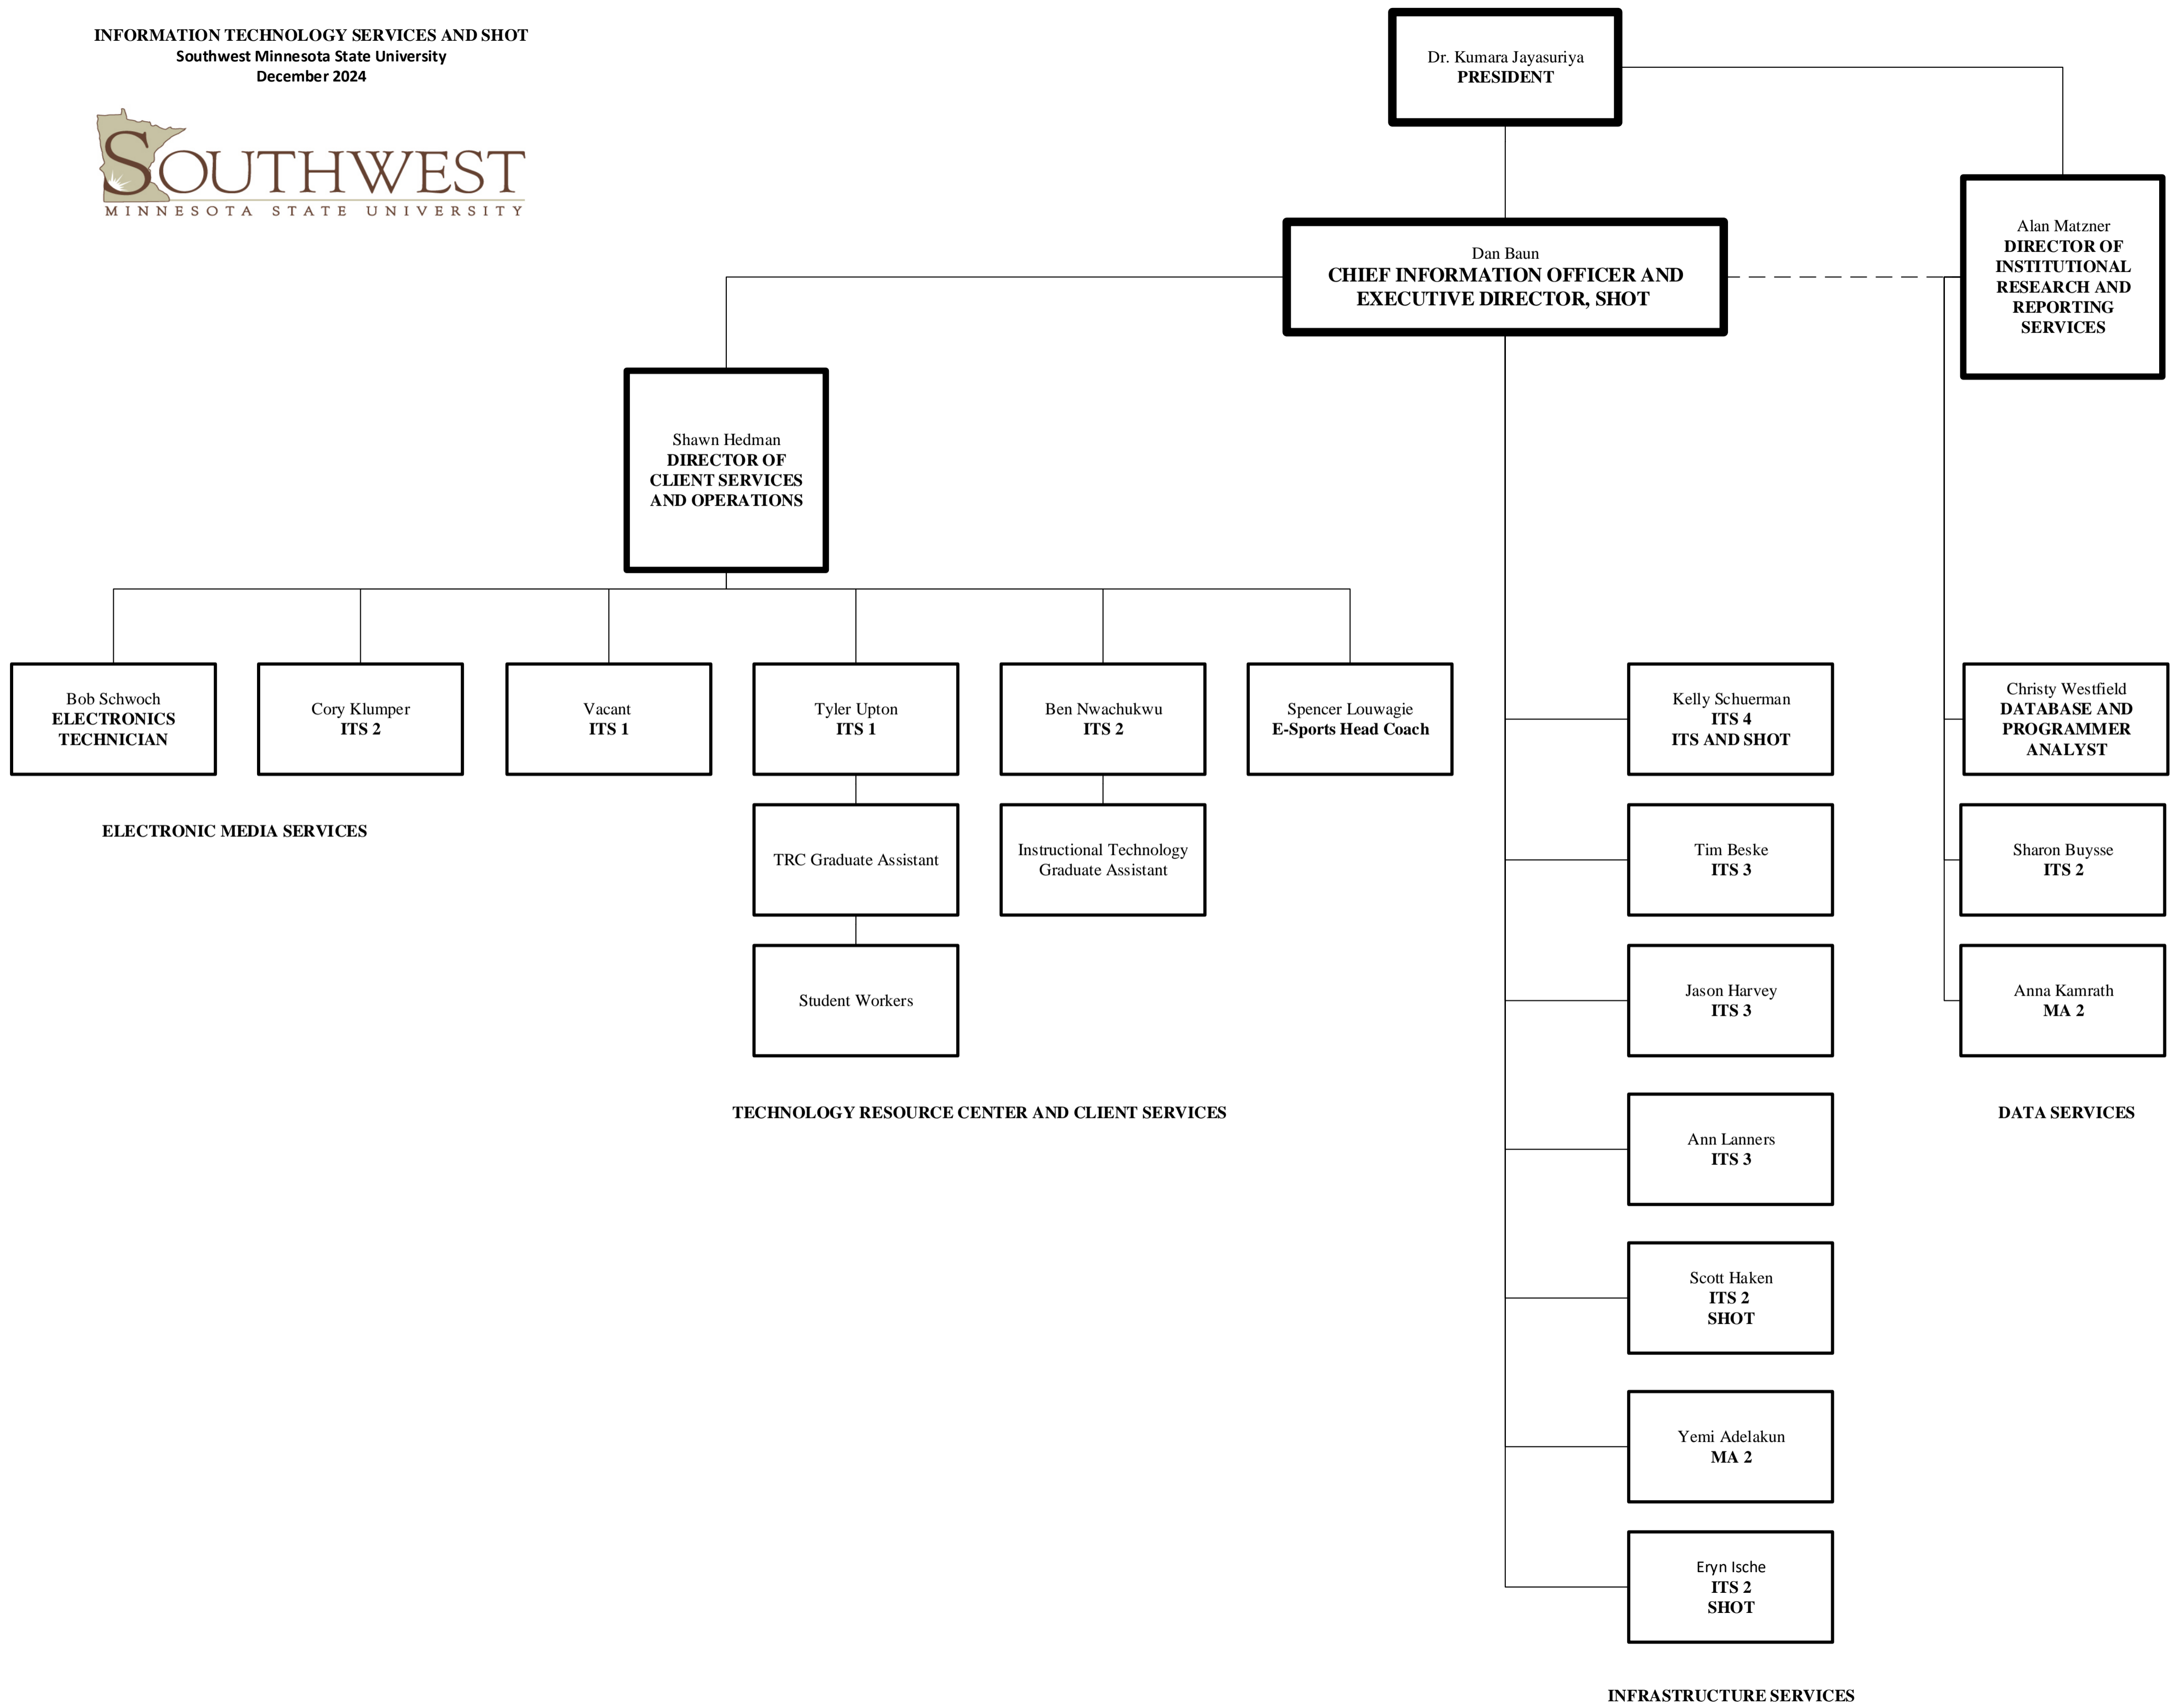 INFORMATION TECHNOLOGY SERVICES AND SHOT
Southwest Minnesota State University
December 2024
SOUTHWEST
MINNESOTA STATE UNIVERSITY
Dr. Kumara Jayasuriya
PRESIDENT
Dan Baun
CHIEF INFORMATION OFFICER AND
EXECUTIVE DIRECTOR, SHOT
Alan Matzner
DIRECTOR OF
INSTITUTIONAL
RESEARCH AND
REPORTING
SERVICES
Shawn Hedman
DIRECTOR OF
CLIENT SERVICES
AND OPERATIONS
Bob Schwoch
ELECTRONICS
TECHNICIAN
Cory Klumper
ITS 2
Vacant
ITS 1
Tyler Upton
ITS 1
Ben Nwachukwu
ITS 2
Spencer Louwagie
E-Sports Head Coach
ELECTRONIC MEDIA SERVICES
TRC Graduate Assistant
Instructional Technology
Graduate Assistant
Student Workers
TECHNOLOGY RESOURCE CENTER AND CLIENT SERVICES
Kelly Schuerman
ITS 4
ITS AND SHOT
Tim Beske
ITS 3
Jason Harvey
ITS 3
Ann Lanners
ITS 3
Scott Haken
ITS 2
SHOT
Yemi Adelakun
MA 2
Eryn Ische
ITS 2
SHOT
INFRASTRUCTURE SERVICES
Christy Westfield
DATABASE AND
PROGRAMMER
ANALYST
Sharon Buysse
ITS 2
Anna Kamrath
MA 2
DATA SERVICES